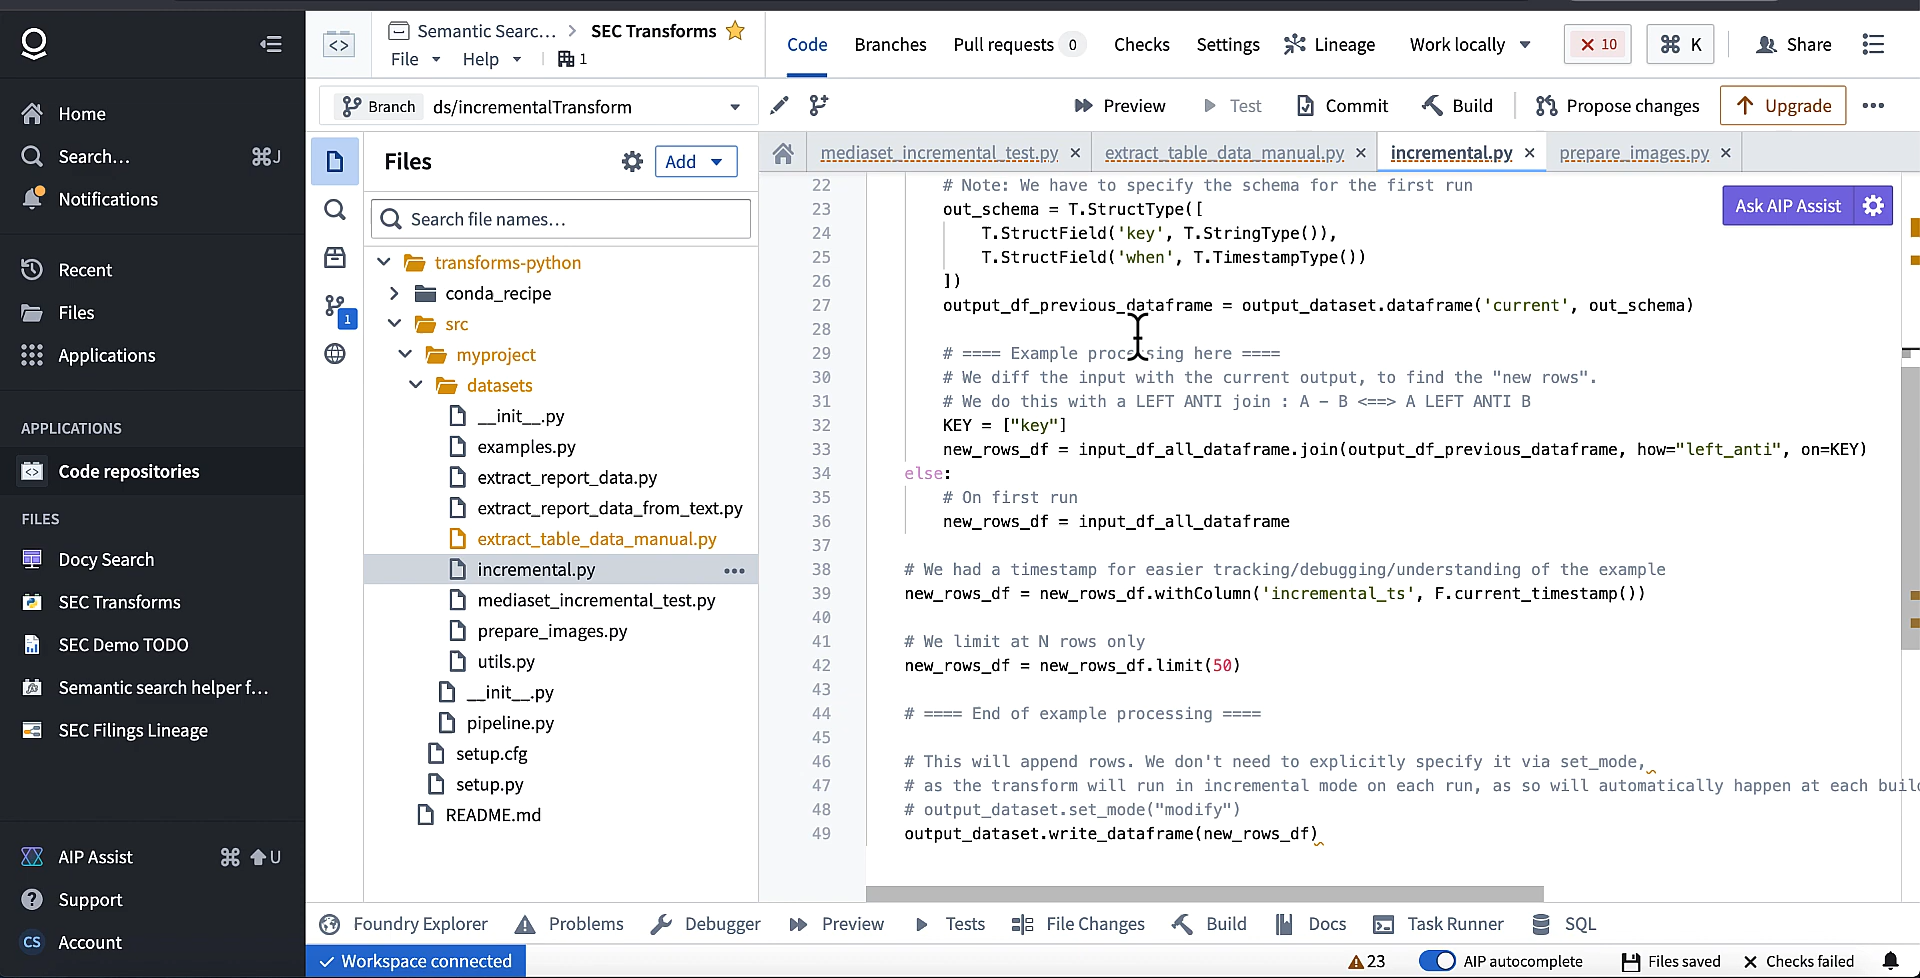 Home
Search...
⌘J
Notifications
Recent
Files
Applications
APPLICATIONS
Code repositories
FILES
Docy Search
SEC Transforms
SEC Demo TODO
Semantic search helper f...
SEC Filings Lineage
AIP Assist
⌘ ⬆ U
Support
CS
Account
Semantic Searc... > SEC Transforms
File
Help
1
Code
Branches
Pull requests 0
Checks
Settings
Lineage
Work locally
10
⌘ K
Share
Branch
ds/incrementalTransform
Preview
Test
Commit
Build
Propose changes
Upgrade
Files
Add
Search file names...
1
transforms-python
conda_recipe
src
myproject
datasets
__init__.py
examples.py
extract_report_data.py
extract_report_data_from_text.py
extract_table_data_manual.py
incremental.py
mediaset_incremental_test.py
prepare_images.py
utils.py
__init__.py
pipeline.py
setup.cfg
setup.py
README.md
mediaset_incremental_test.py
extract_table_data_manual.py
incremental.py
prepare_images.py
Ask AIP Assist
22 # Note: We have to specify the schema for the first run
23 out_schema = T.StructType([
24 T.StructField('key', T.StringType()),
25 T.StructField('when', T.TimestampType())
26 ])
27 output_df_previous_dataframe = output_dataset.dataframe('current', out_schema)
28
29 # ==== Example processing here ====
30 # We diff the input with the current output, to find the "new rows".
31 # We do this with a LEFT ANTI join : A - B <==> A LEFT ANTI B
32 KEY = ["key"]
33 new_rows_df = input_df_all_dataframe.join(output_df_previous_dataframe, how="left_anti", on=KEY)
34 else:
35 # On first run
36 new_rows_df = input_df_all_dataframe
37
38 # We had a timestamp for easier tracking/debugging/understanding of the example
39 new_rows_df = new_rows_df.withColumn('incremental_ts', F.current_timestamp())
40
41 # We limit at N rows only
42 new_rows_df = new_rows_df.limit(50)
43
44 # ==== End of example processing ====
45
46 # This will append rows. We don't need to explicitly specify it via set_mode,
47 # as the transform will run in incremental mode on each run, as so will automatically happen at each buil
48 # output_dataset.set_mode("modify")
49 output_dataset.write_dataframe(new_rows_df)
Foundry Explorer
Problems
Debugger
Preview
Tests
File Changes
Build
Docs
Task Runner
SQL
Workspace connected
23
AIP autocomplete
Files saved
Checks failed